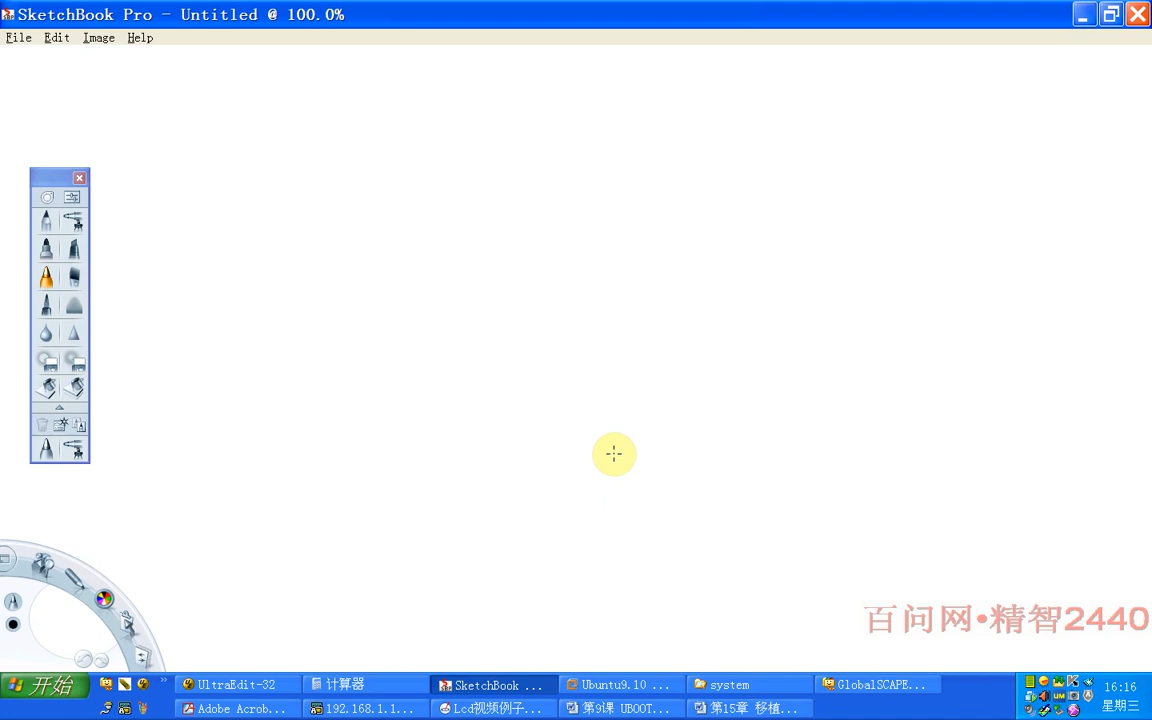 SketchBook Pro - Untitled @ 100.0%
File Edit Image Help
百问网•精智2440
开始
UltraEdit-32
计算器
SketchBook ...
Ubuntu9.10 ...
system
GlobalSCAPE...
16:16
Adobe Acrob...
192.168.1.1...
Lcd视频例子...
第9课 UBOOT...
第15章 移植...
星期三